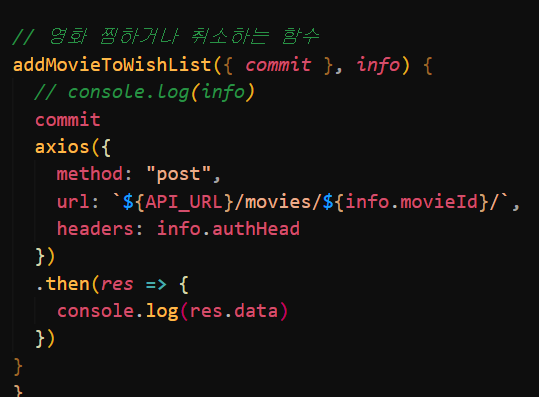 // 영화 찜하거나 취소하는 함수
addMovieToWishList({ commit }, info) {
// console.log(info)
commit
axios({
method: "post",
url: `${API_URL}/movies/${info.movieId}/`,
headers: info.authHead
})
.then(res => {
console.log(res.data)
})
}
}